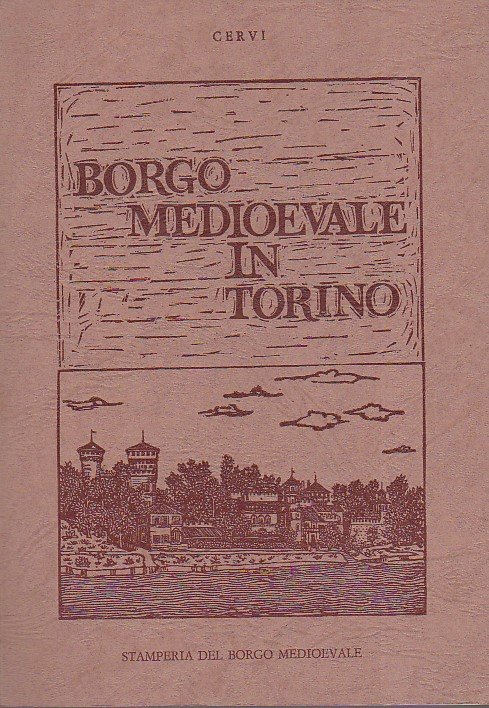 CERVI
BORGO
MEDIOEVALE
IN
TORINO
STAMPERIA DEL BORGO MEDIOEVALE